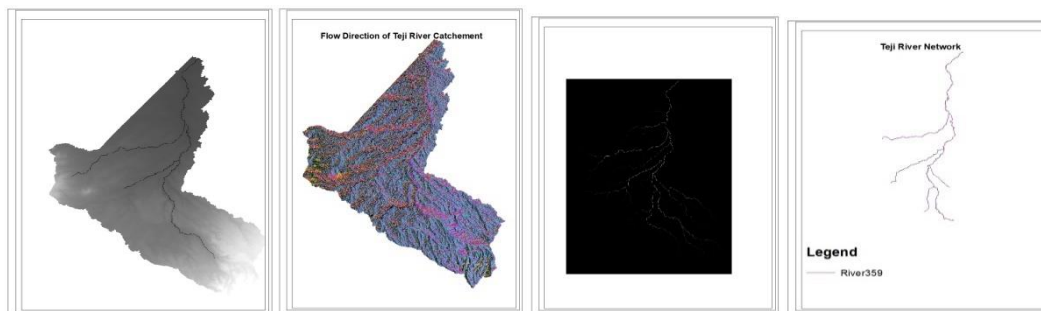 Flow Direction of Teji River Catchement
Teji River Network
Legend
River359